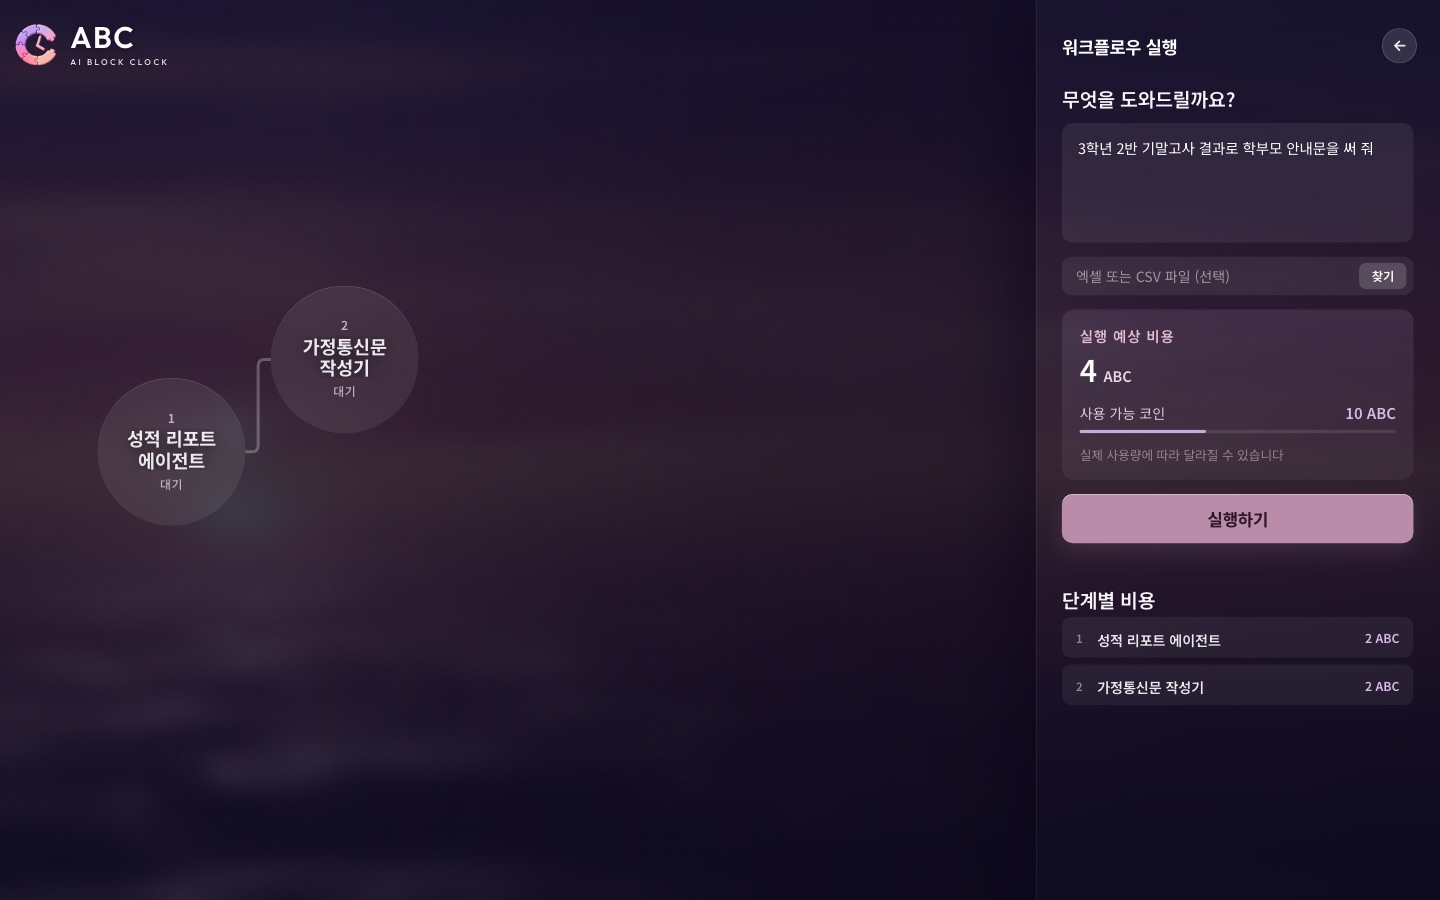 ABC
AI BLOCK CLOCK
2
가정통신문
작성기
대기
1
성적 리포트
에이전트
대기
워크플로우 실행
무엇을 도와드릴까요?
3학년 2반 기말고사 결과로 학부모 안내문을 써 줘
엑셀 또는 CSV 파일 (선택)
찾기
실행 예상 비용
4 ABC
사용 가능 코인 10 ABC
실제 사용량에 따라 달라질 수 있습니다
실행하기
단계별 비용
1 성적 리포트 에이전트 2 ABC
2 가정통신문 작성기 2 ABC